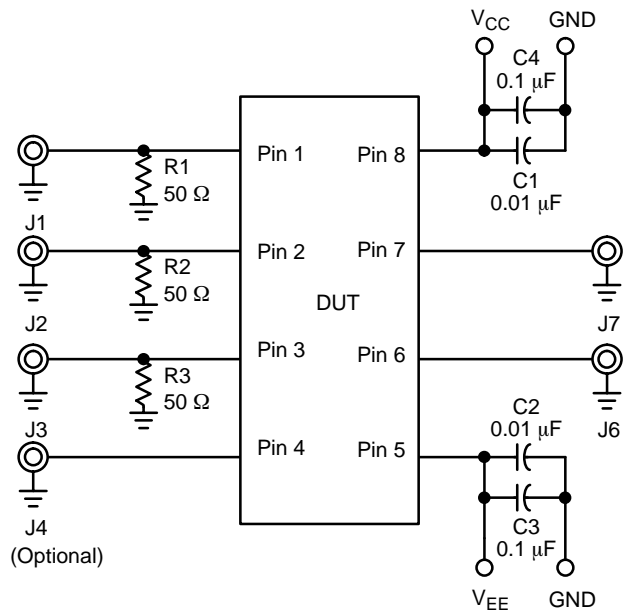 VCC GND
C4
0.1 μF
Pin 1 Pin 8
R1
50 Ω
C1
0.01 μF
J1
Pin 2 Pin 7
R2
50 Ω
DUT
J2 J7
Pin 3 Pin 6
R3
50 Ω
J3 J6
C2
0.01 μF
Pin 4 Pin 5
J4
(Optional)
C3
0.1 μF
VEE GND